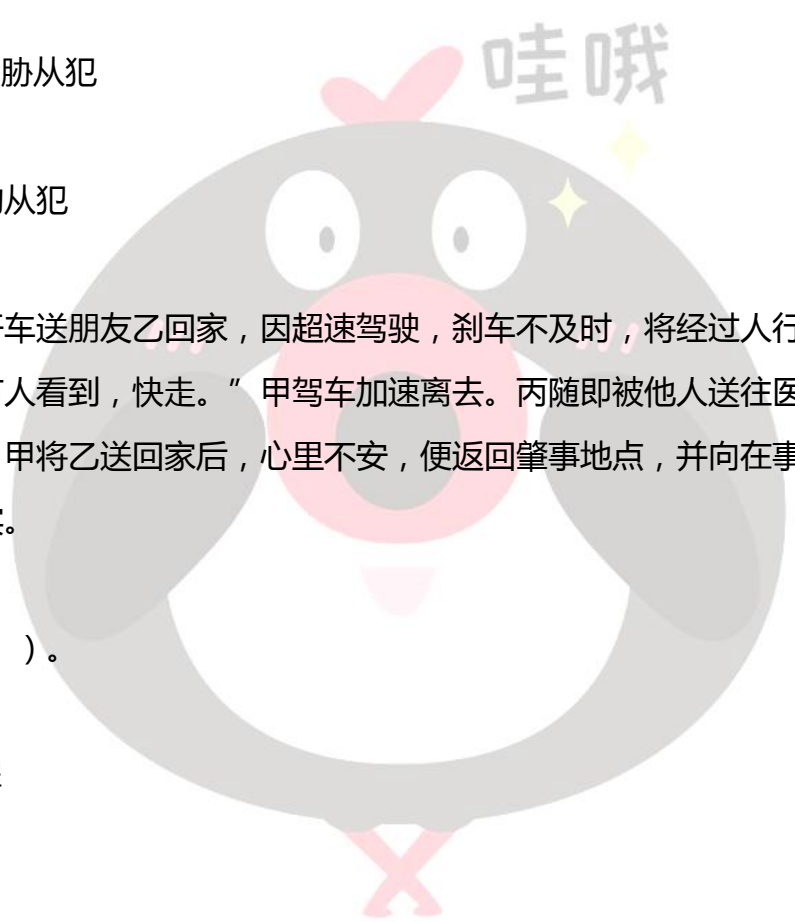 哇哦
胁从犯
从犯
车送朋友乙回家，因超速驾驶，刹车不及时，将经过人行
人看到，快走。”甲驾车加速离去。丙随即被他人送往医
甲将乙送回家后，心里不安，便返回肇事地点，并向在事
。
）。